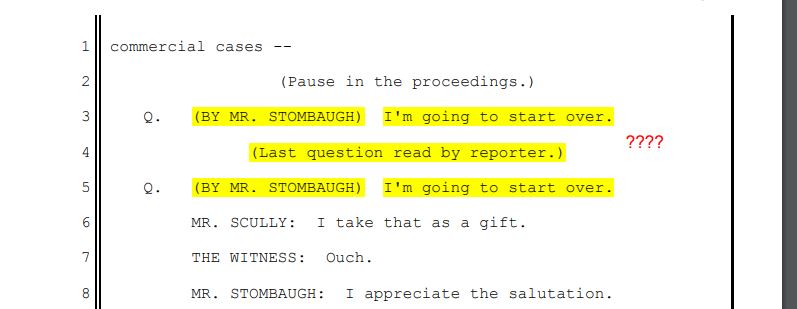 1 commercial cases --
2 (Pause in the proceedings.)
3 Q. (BY MR. STOMBAUGH) I'm going to start over.
????
4 (Last question read by reporter.)
5 Q. (BY MR. STOMBAUGH) I'm going to start over.
6 MR. SCULLY: I take that as a gift.
7 THE WITNESS: Ouch.
8 MR. STOMBAUGH: I appreciate the salutation.